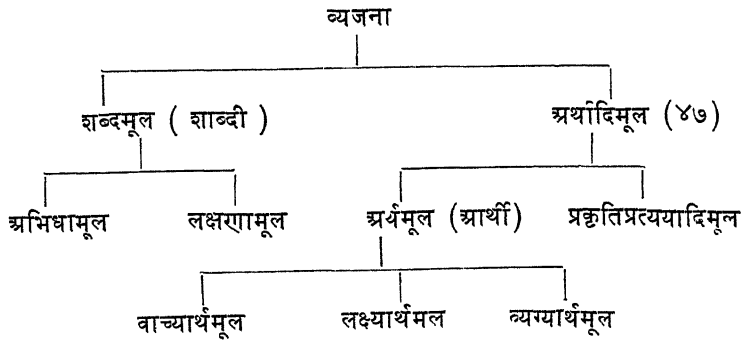 व्यजना
शब्दमूल ( शाब्दी ) अर्थादिमूल (४७)
अभिधामूल लक्षणामूल अर्थमूल (आर्थी) प्रकृतिप्रत्ययादिमूल
वाच्यार्थमूल लक्ष्यार्थमल व्यग्यार्थमूल